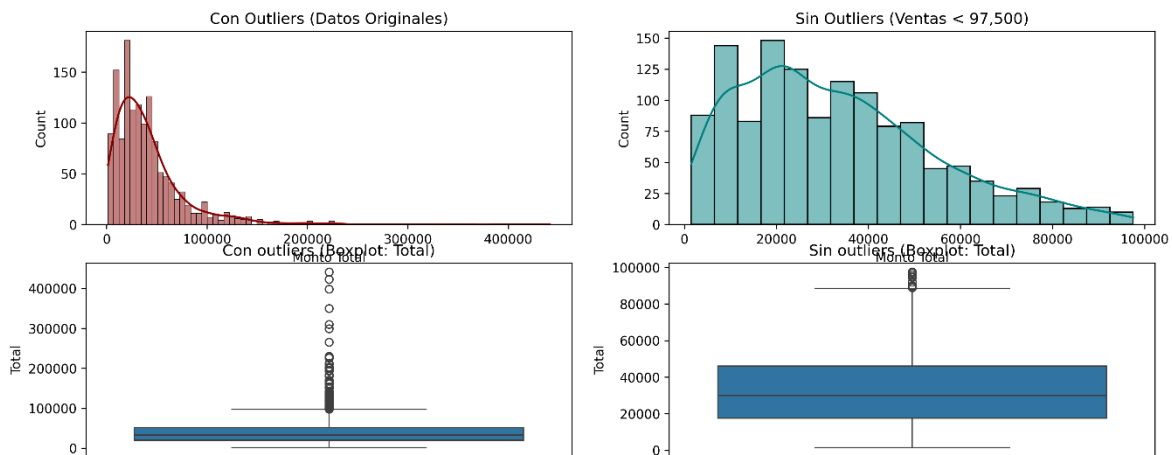 Con Outliers (Datos Originales)
150
100
50
0
Count
0 100000 200000 300000 400000
Monto Total
Sin Outliers (Ventas < 97,500)
150
125
100
75
50
25
0
Count
0 20000 40000 60000 80000 100000
Monto Total
Con outliers (Boxplot: Total)
400000
300000
200000
100000
0
Total
Sin outliers (Boxplot: Total)
100000
80000
60000
40000
20000
0
Total